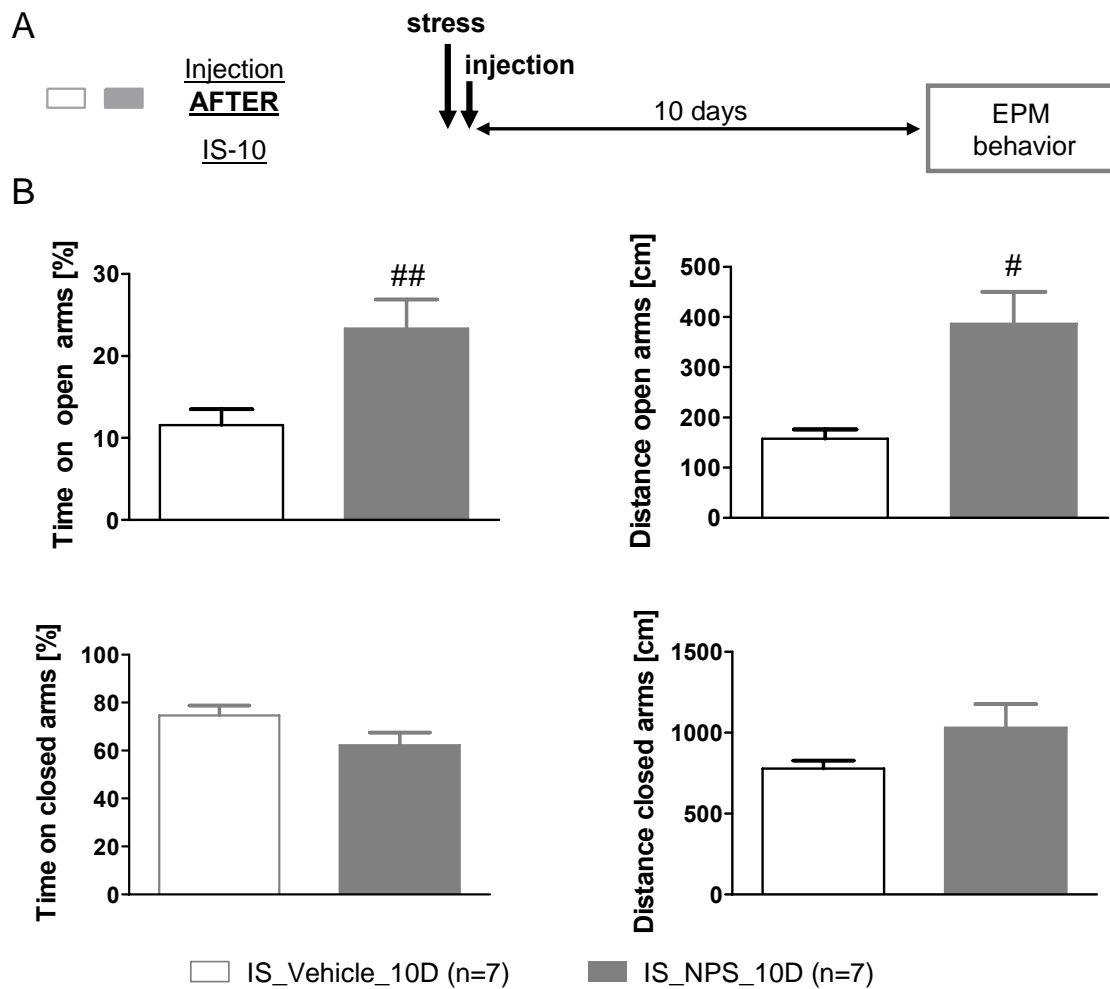 A
stress
injection
Injection
AFTER
IS-10
10 days
EPM
behavior
B
Time on open arms [%]
30
20
10
0
##
Distance open arms [cm]
500
400
300
200
100
0
#
Time on closed arms [%]
100
80
60
40
20
0
Distance closed arms [cm]
1500
1000
500
0
IS_Vehicle_10D (n=7)
IS_NPS_10D (n=7)